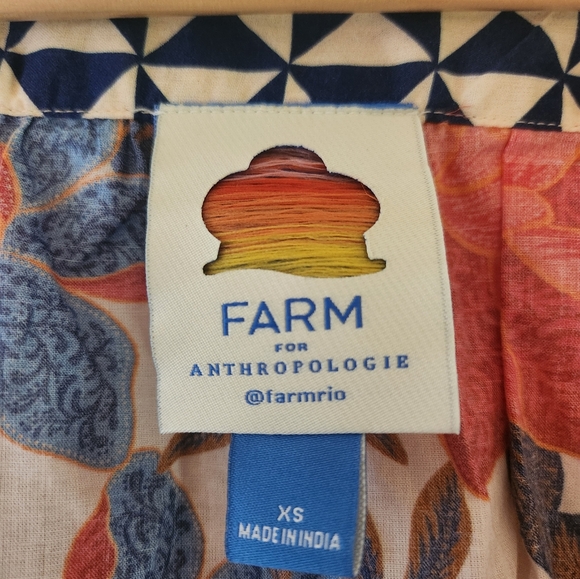 FARM
FOR
ANTHROPOLOGIE
@farmrio
XS
MADE IN INDIA